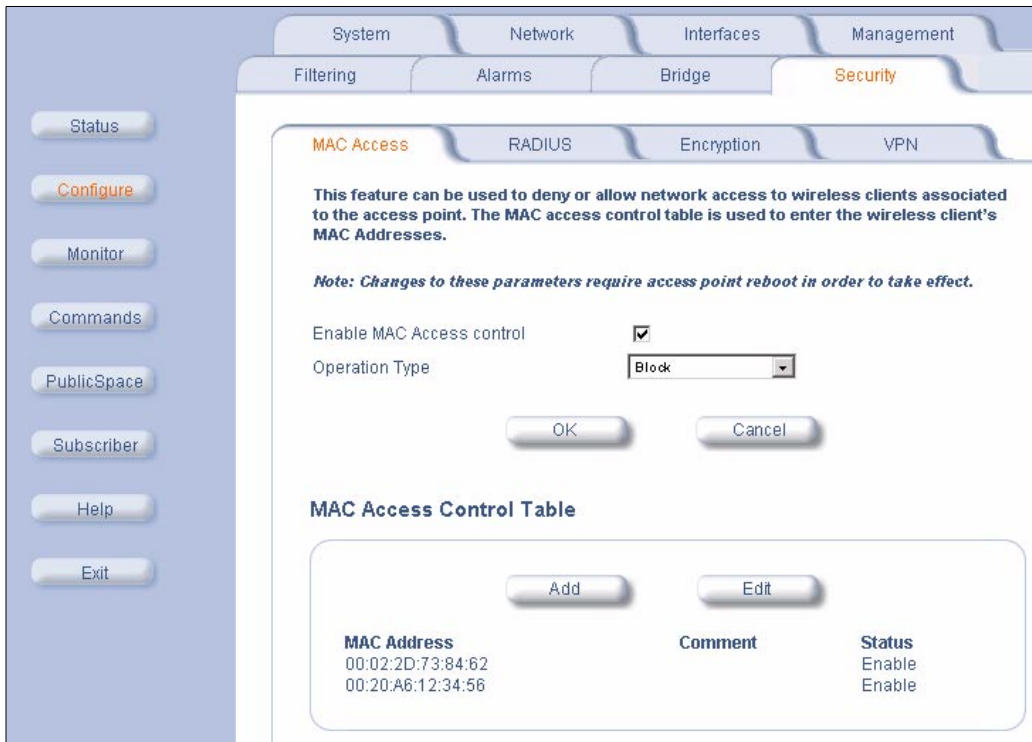 System Network Interfaces Management
Filtering Alarms Bridge Security
Status
Configure
Monitor
Commands
PublicSpace
Subscriber
Help
Exit
MAC Access RADIUS Encryption VPN
This feature can be used to deny or allow network access to wireless clients associated
to the access point. The MAC access control table is used to enter the wireless client's
MAC Addresses.
Note: Changes to these parameters require access point reboot in order to take effect.
Enable MAC Access control
Operation Type Block
OK Cancel
MAC Access Control Table
Add Edit
MAC Address Comment Status
00:02:2D:73:84:62 Enable
00:20:A6:12:34:56 Enable